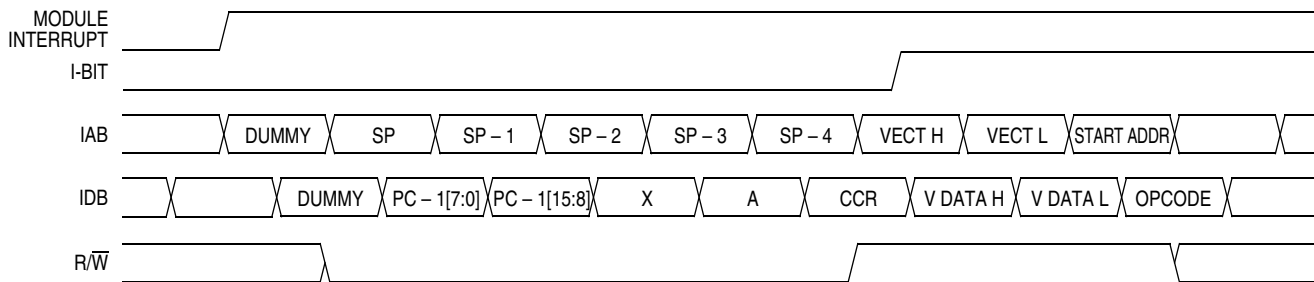 MODULE
INTERRUPT
I-BIT
IAB DUMMY SP SP – 1 SP – 2 SP – 3 SP – 4 VECT H VECT L START ADDR
IDB DUMMY PC – 1[7:0] PC – 1[15:8] X A CCR V DATA H V DATA L OPCODE
R/W̅